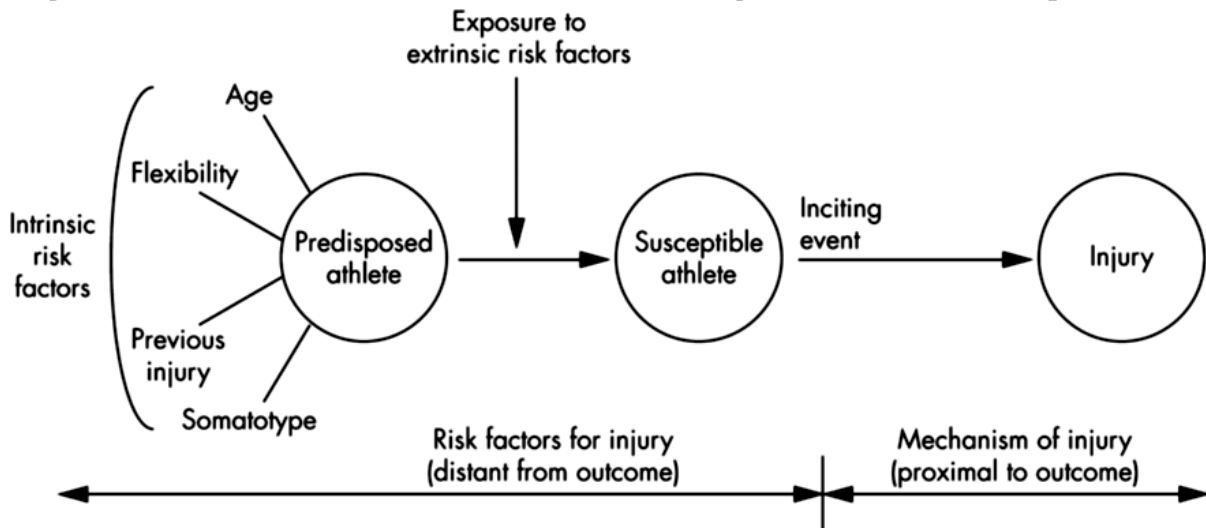 Exposure to
extrinsic risk factors
Age
Flexibility
Intrinsic
risk
factors
Previous
injury
Somatotype
Predisposed
athlete
Susceptible
athlete
Inciting
event
Injury
Risk factors for injury
(distant from outcome)
Mechanism of injury
(proximal to outcome)